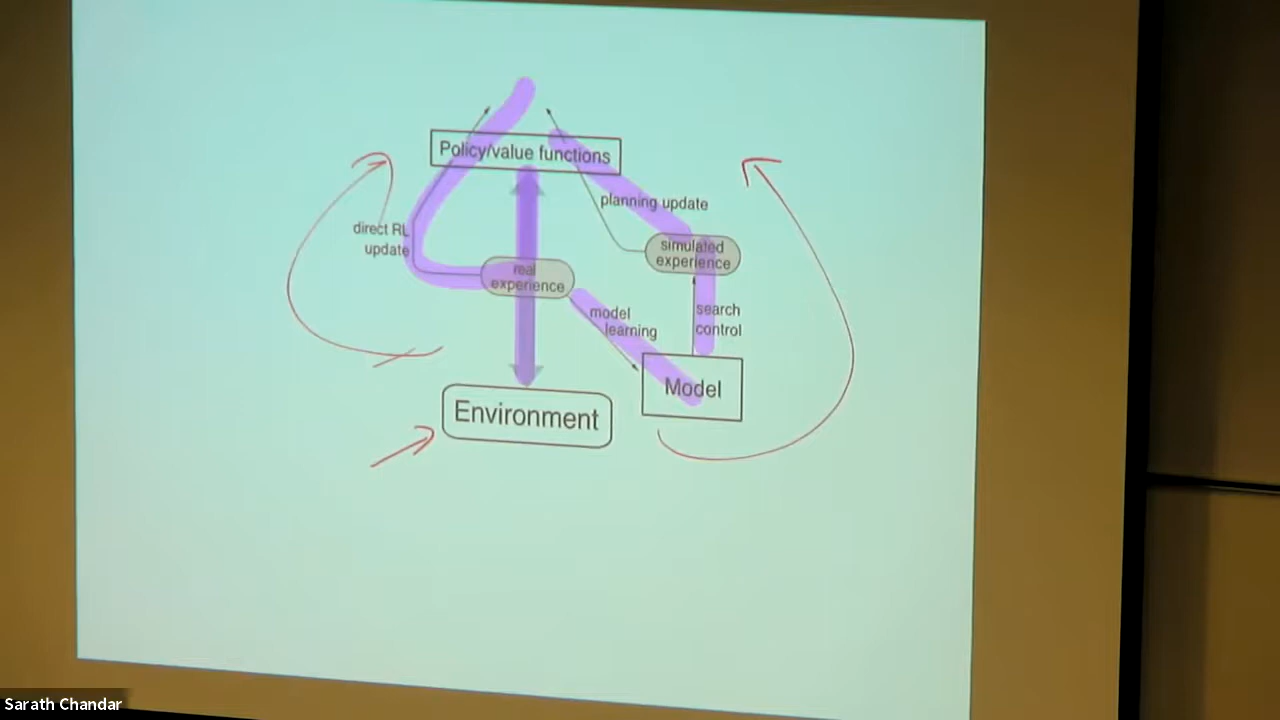 Policy/value functions
planning update
direct RL
update
simulated
experience
real
experience
model
learning
search
control
Model
Environment
Sarath Chandar